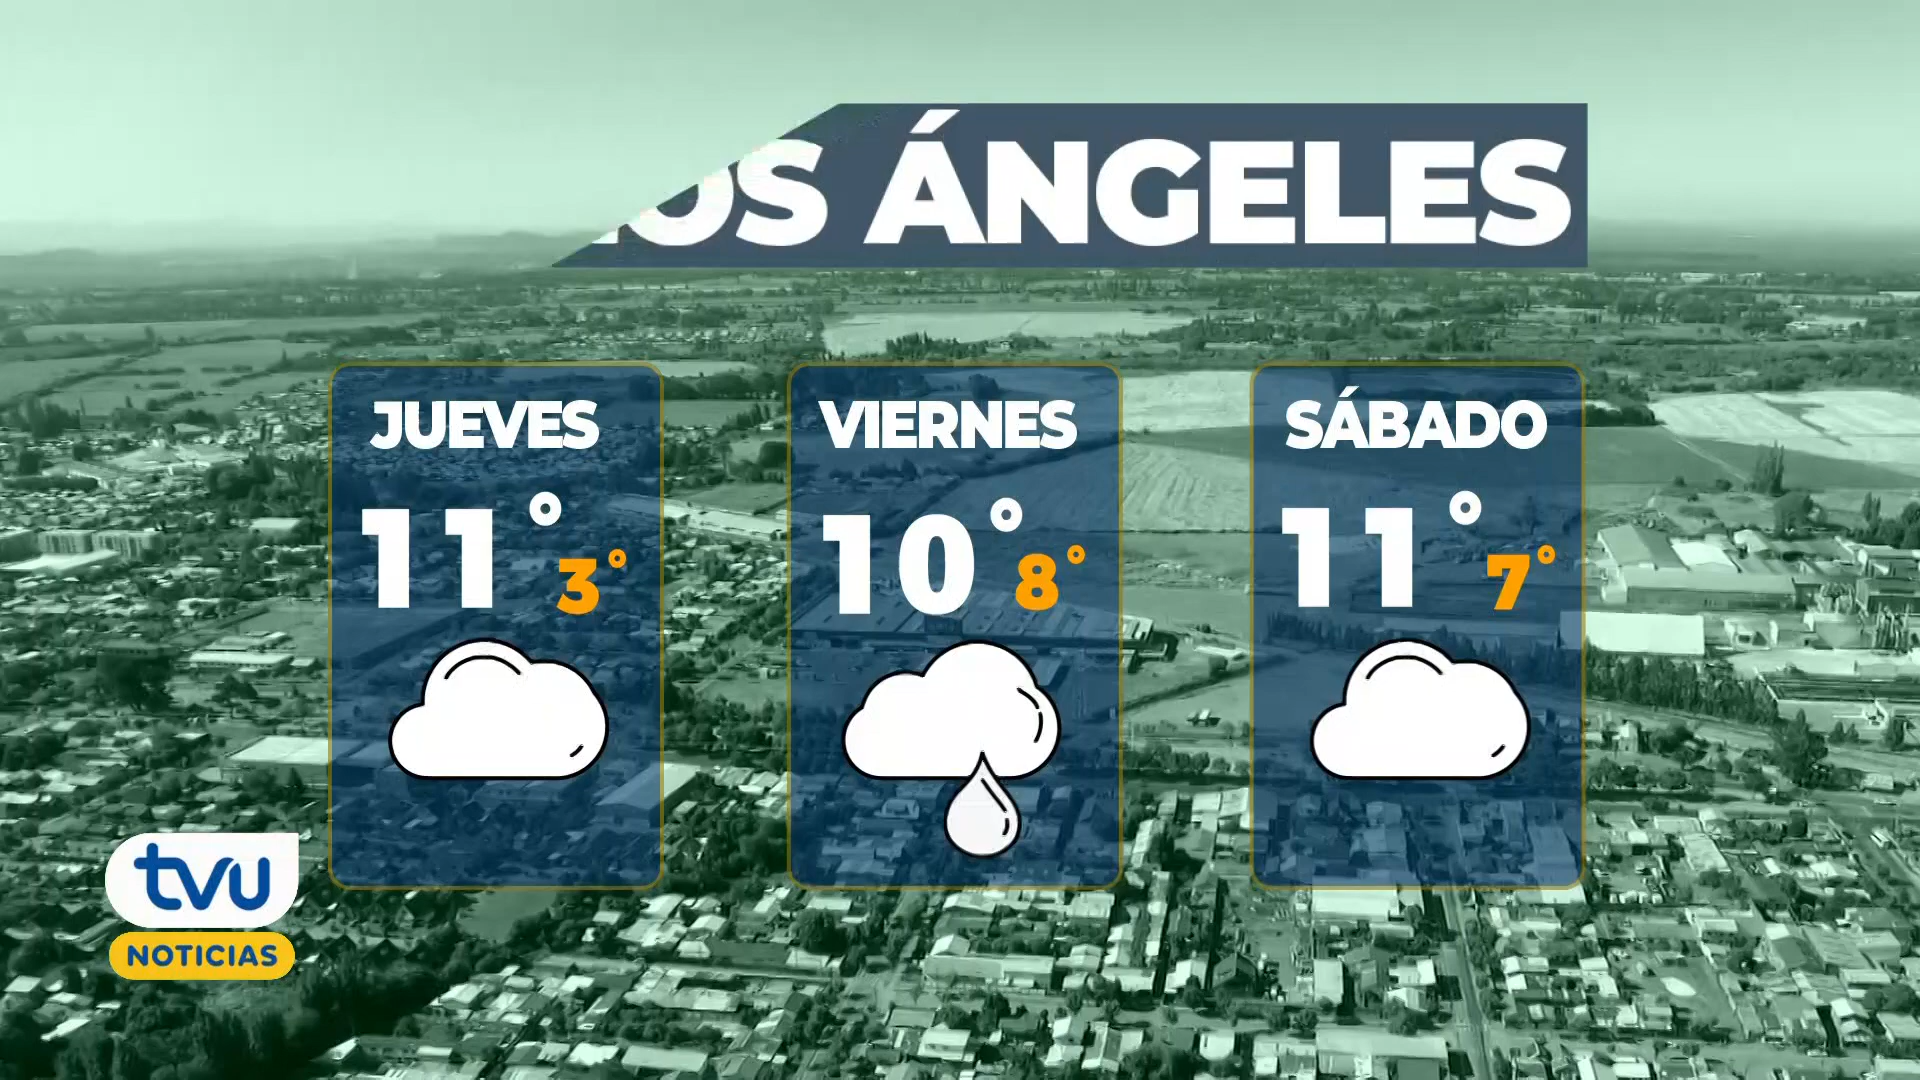 OS ÁNGELES
JUEVES
11° 3°
VIERNES
10° 8°
SÁBADO
11° 7°
tvu
NOTICIAS